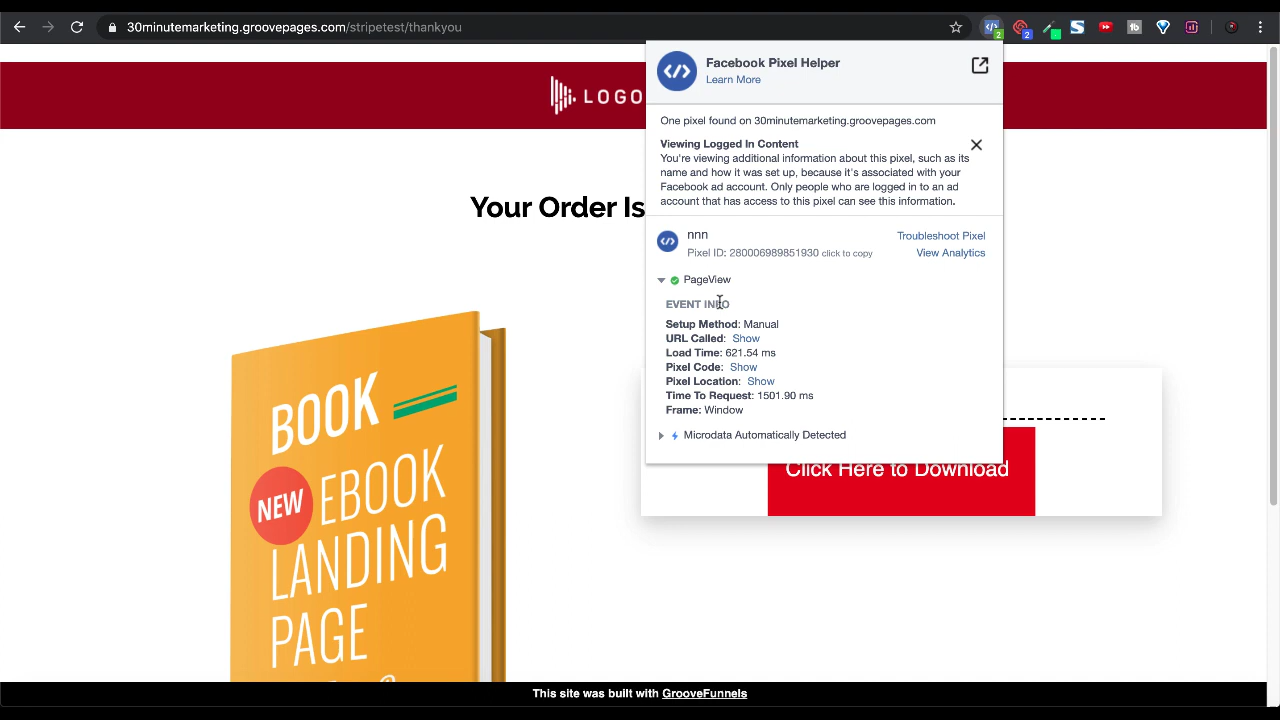 30minutemarketing.groovepages.com/stripetest/thankyou
2
2
tb
LOGO
Facebook Pixel Helper
Learn More
One pixel found on 30minutemarketing.groovepages.com
Viewing Logged In Content
You're viewing additional information about this pixel, such as its
name and how it was set up, because it's associated with your
Facebook ad account. Only people who are logged in to an ad
account that has access to this pixel can see this information.
Your Order Is
nnn
Troubleshoot Pixel
Pixel ID: 280006989851930 click to copy
View Analytics
PageView
EVENT INFO
Setup Method: Manual
URL Called: Show
Load Time: 621.54 ms
Pixel Code: Show
Pixel Location: Show
Time To Request: 1501.90 ms
Frame: Window
Microdata Automatically Detected
Click Here to Download
BOOK
NEW
EBOOK
LANDING
PAGE
This site was built with GrooveFunnels